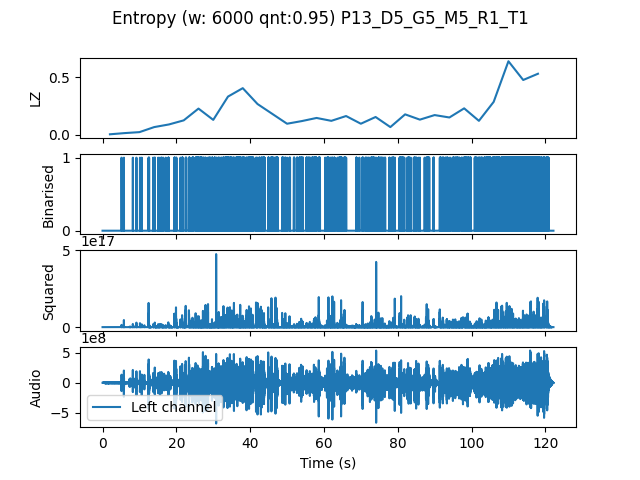 Entropy (w: 6000 qnt:0.95) P13_D5_G5_M5_R1_T1
0.5
0.0
LZ
1
0
Binarised
1e17
5
0
Squared
1e8
5
0
−5
Audio
Left channel
0 20 40 60 80 100 120
Time (s)